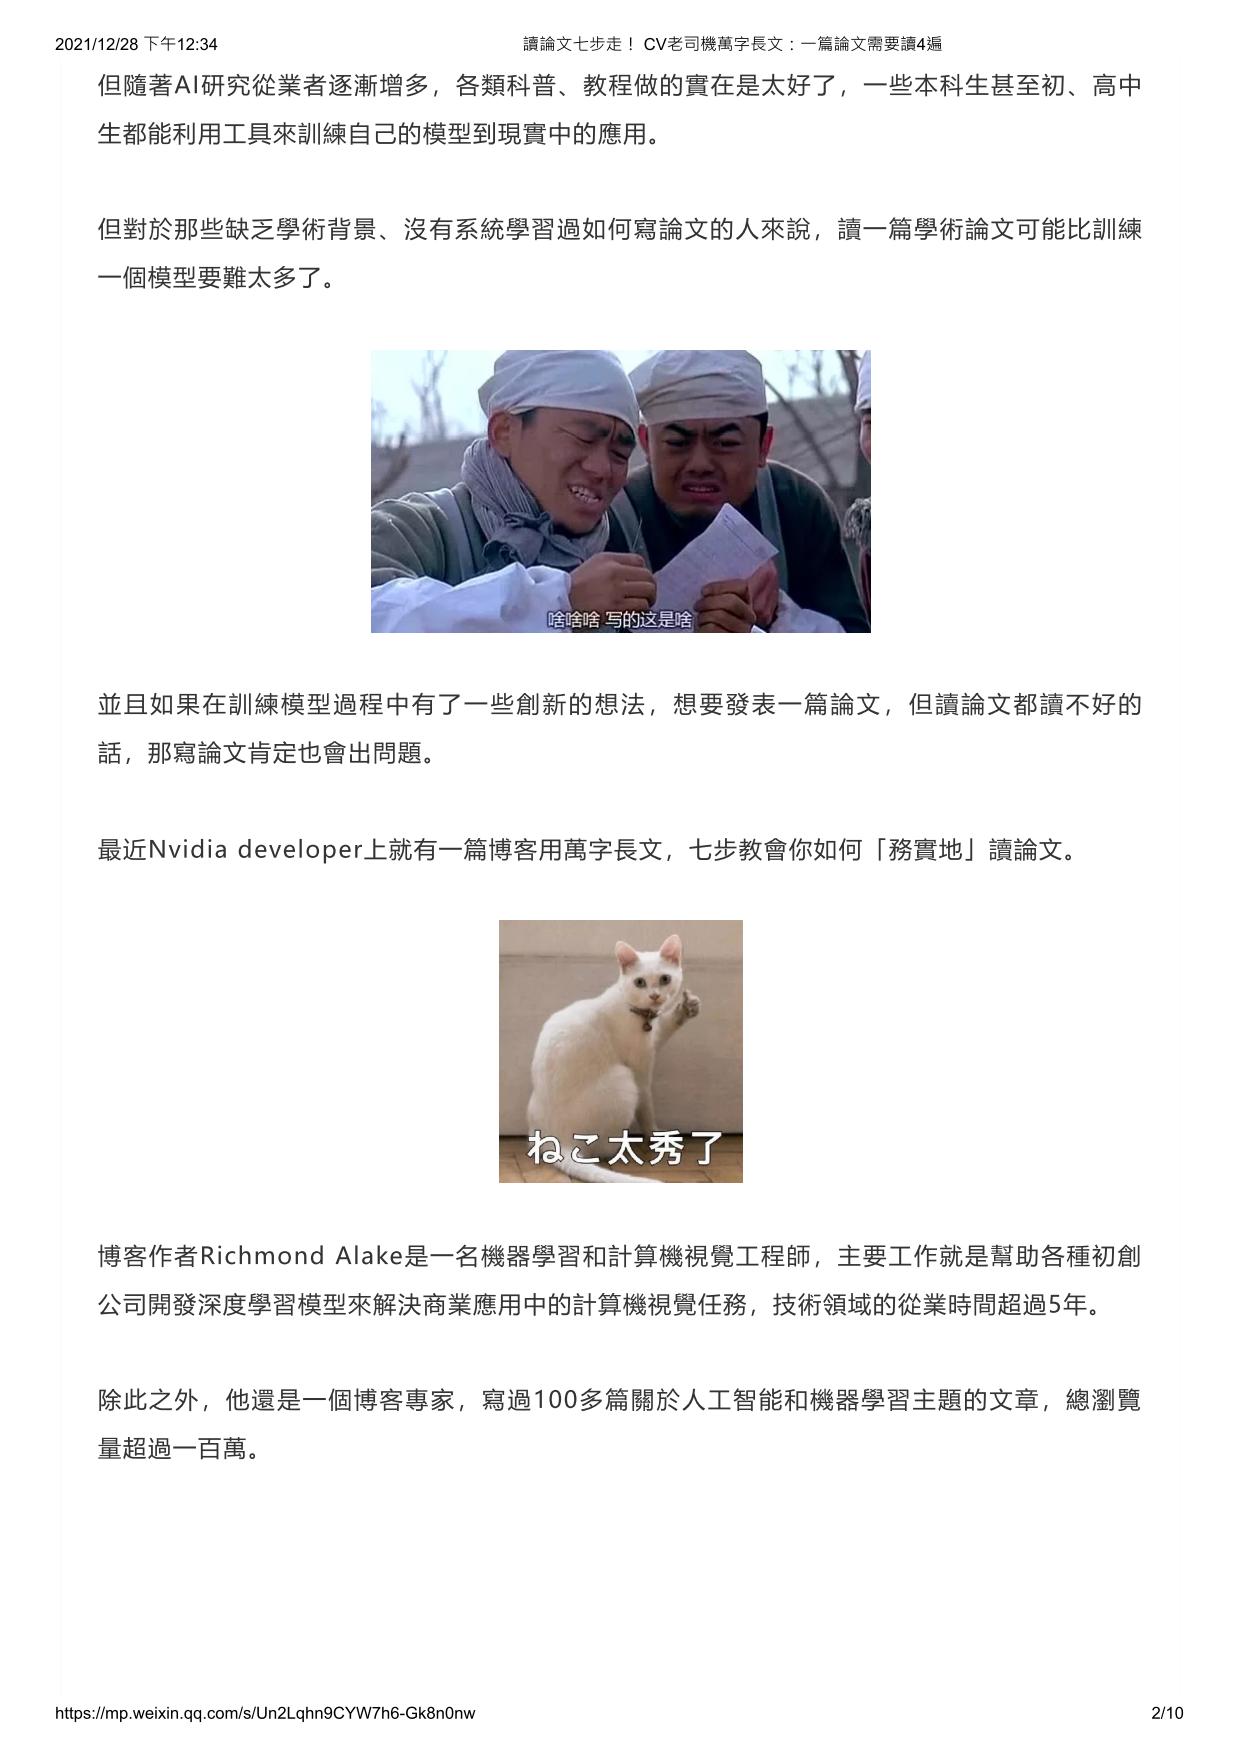 2021/12/28 下午12:34
讀論文七步走！ CV老司機萬字長文：一篇論文需要讀4遍
但隨著AI研究從業者逐漸增多，各類科普、教程做的實在是太好了，一些本科生甚至初、高中
生都能利用工具來訓練自己的模型到現實中的應用。
但對於那些缺乏學術背景、沒有系統學習過如何寫論文的人來說，讀一篇學術論文可能比訓練
一個模型要難太多了。
啥啥啥 写的这是啥
並且如果在訓練模型過程中有了一些創新的想法，想要發表一篇論文，但讀論文都讀不好的
話，那寫論文肯定也會出問題。
最近Nvidia developer上就有一篇博客用萬字長文，七步教會你如何「務實地」讀論文。
ねこ太秀了
博客作者Richmond Alake是一名機器學習和計算機視覺工程師，主要工作就是幫助各種初創
公司開發深度學習模型來解決商業應用中的計算機視覺任務，技術領域的從業時間超過5年。
除此之外，他還是一個博客專家，寫過100多篇關於人工智能和機器學習主題的文章，總瀏覽
量超過一百萬。
https://mp.weixin.qq.com/s/Un2Lqhn9CYW7h6-Gk8n0nw
2/10